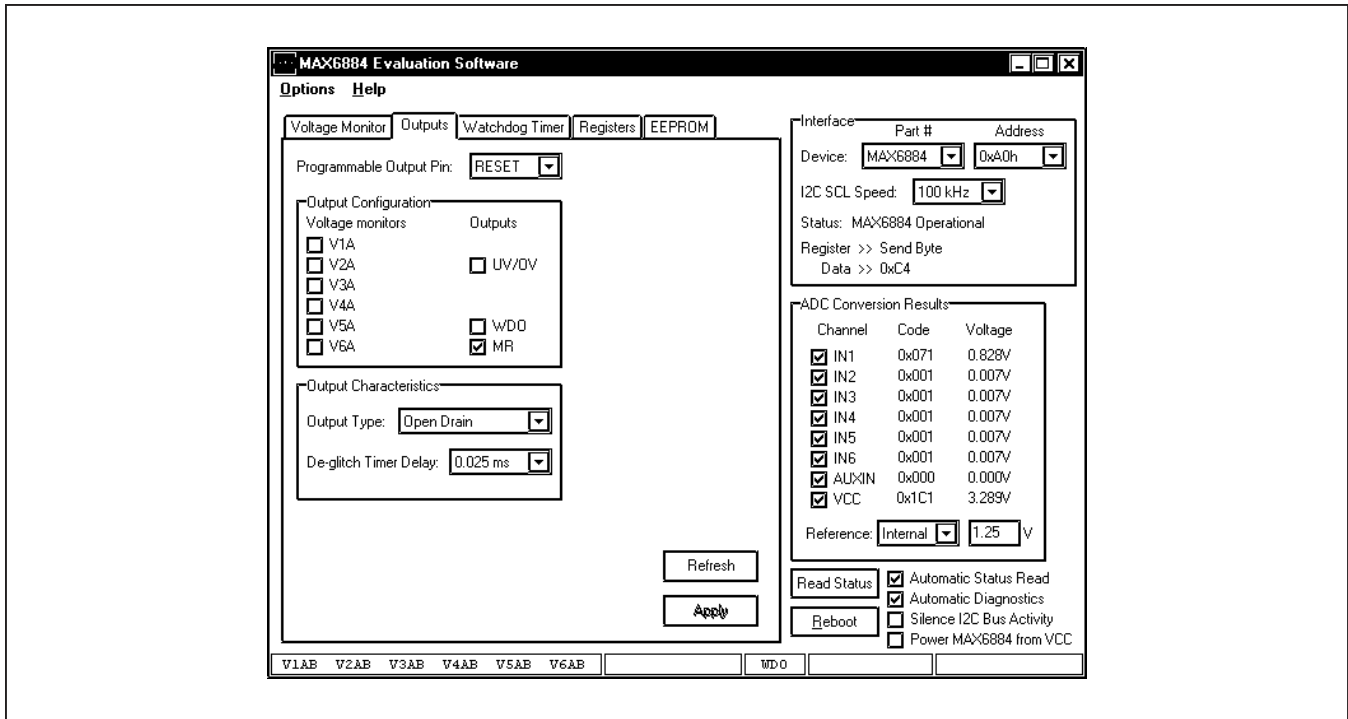 MAX6884 Evaluation Software
Options Help
Voltage Monitor Outputs Watchdog Timer Registers EEPROM
Programmable Output Pin: RESET
Output Configuration
Voltage monitors Outputs
V1A
V2A UV/OV
V3A
V4A
V5A WDO
V6A MR
Output Characteristics
Output Type: Open Drain
De-glitch Timer Delay: 0.025 ms
Refresh
Apply
Interface
Part # Address
Device: MAX6884 0xA0h
I2C SCL Speed: 100 kHz
Status: MAX6884 Operational
Register >> Send Byte
Data >> 0xC4
ADC Conversion Results
Channel Code Voltage
IN1 0x071 0.828V
IN2 0x001 0.007V
IN3 0x001 0.007V
IN4 0x001 0.007V
IN5 0x001 0.007V
IN6 0x001 0.007V
AUXIN 0x000 0.000V
VCC 0x1C1 3.289V
Reference: Internal 1.25 V
Read Status
Reboot
Automatic Status Read
Automatic Diagnostics
Silence I2C Bus Activity
Power MAX6884 from VCC
V1AB V2AB V3AB V4AB V5AB V6AB WDO